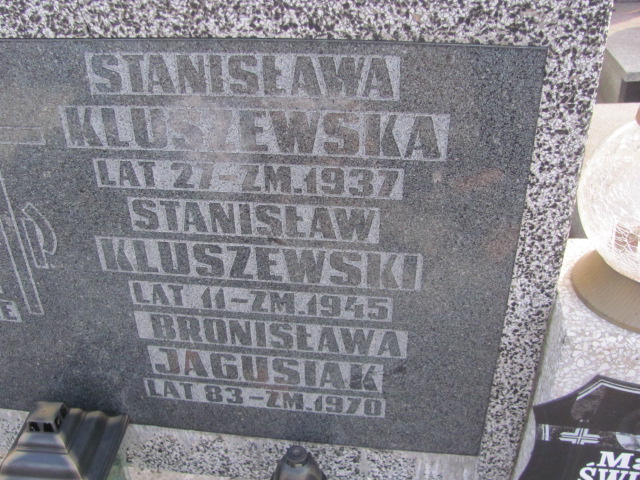 STANISŁAWA
KLUSZEWSKA
LAT 27-ZM.1937
STANISŁAW
KLUSZEWSKI
LAT 11-ZM.1945
BRONISŁAWA
JAGUSIAK
LAT 83-ZM.1970